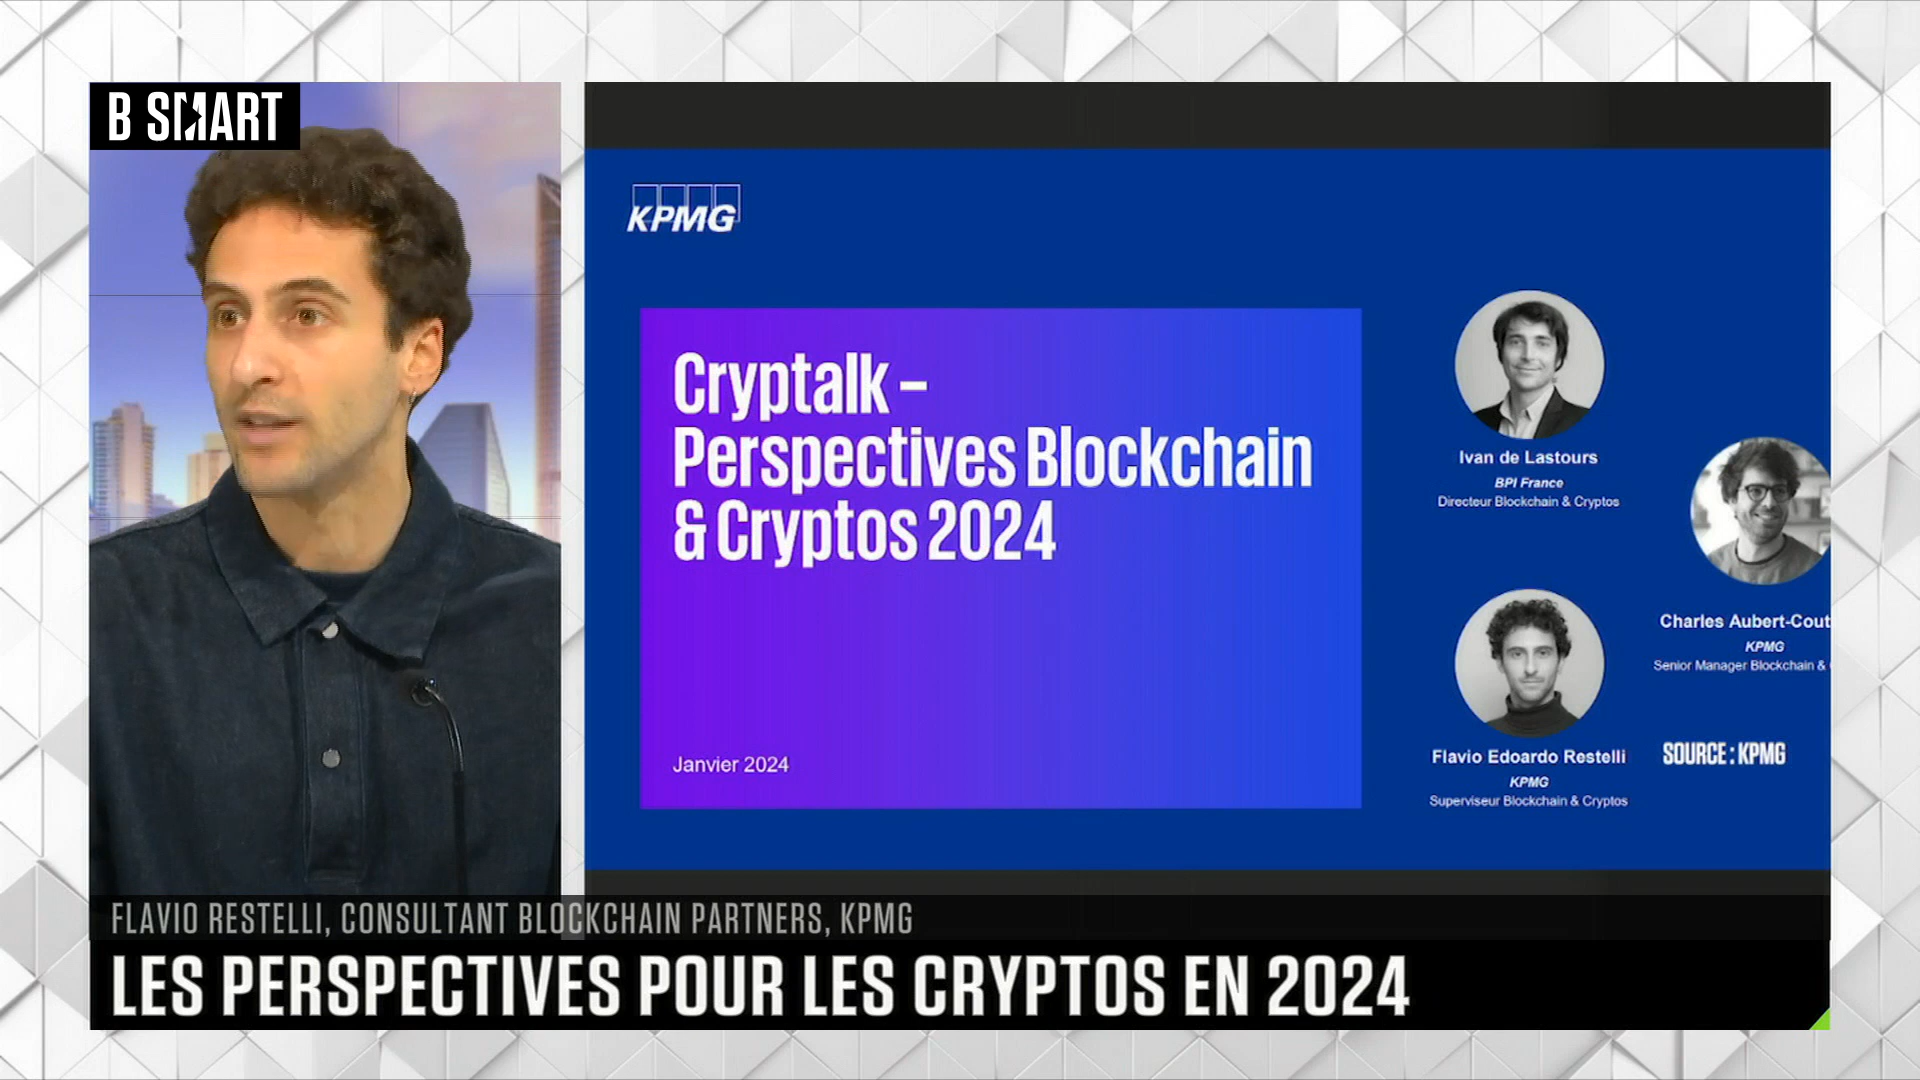 B SMART
KPMG
Cryptalk –
Perspectives Blockchain
& Cryptos 2024
Janvier 2024
Ivan de Lastours
BPI France
Directeur Blockchain & Cryptos
Charles Aubert-Cout
KPMG
Senior Manager Blockchain &
Flavio Edoardo Restelli
KPMG
Superviseur Blockchain & Cryptos
SOURCE : KPMG
FLAVIO RESTELLI, CONSULTANT BLOCKCHAIN PARTNERS, KPMG
LES PERSPECTIVES POUR LES CRYPTOS EN 2024